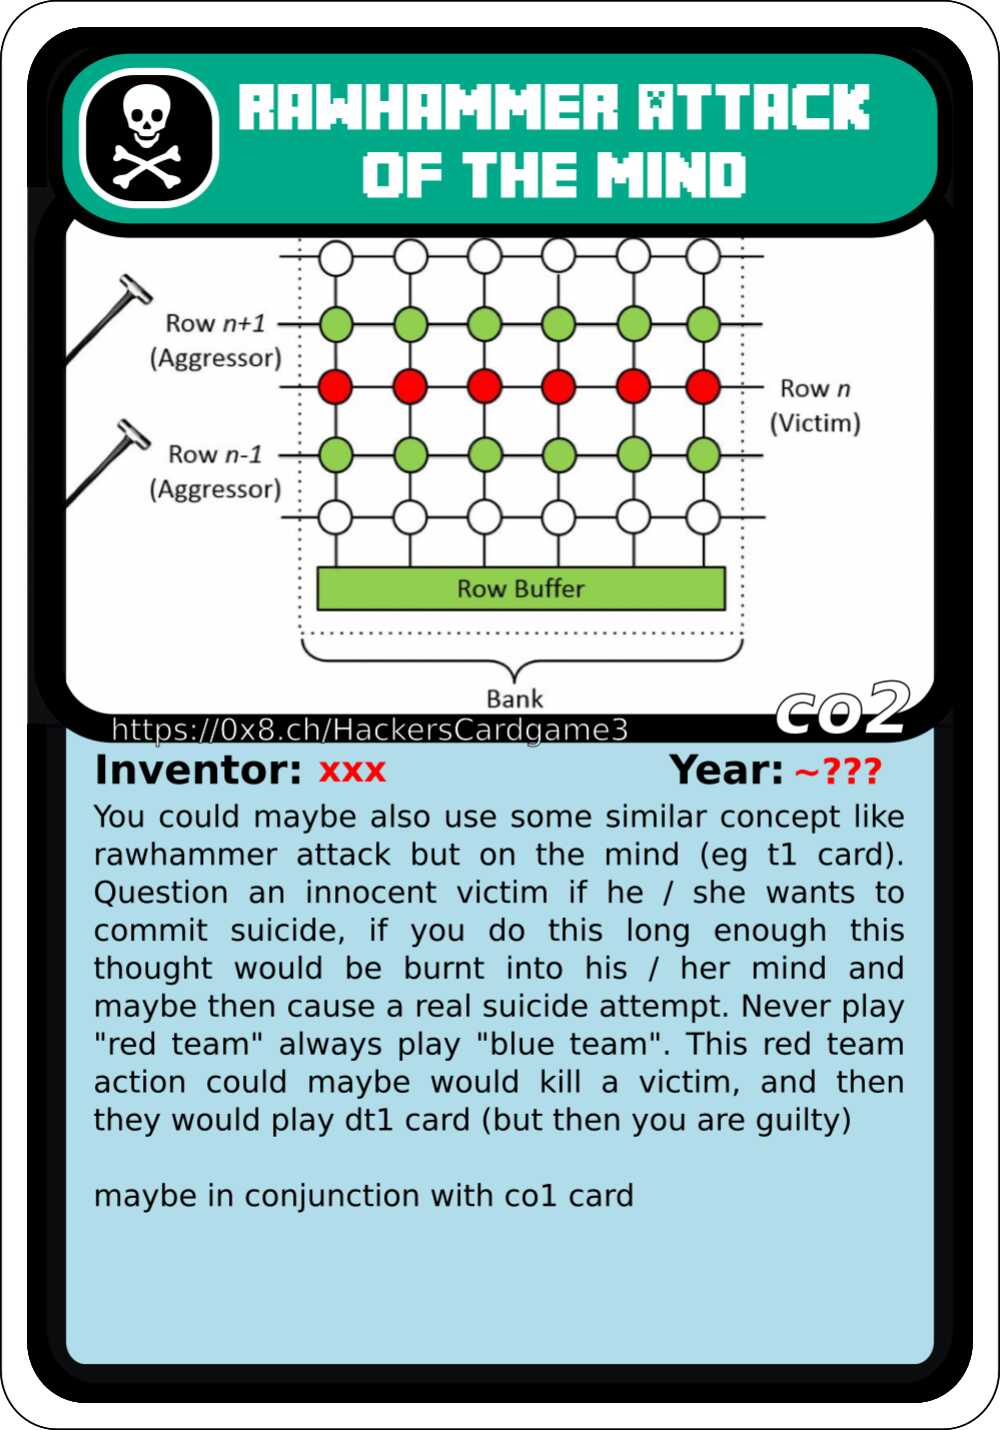 RAWHAMMER ATTACK
OF THE MIND
Row n+1
(Aggressor)
Row n
(Victim)
Row n-1
(Aggressor)
Row Buffer
Bank
co2
https://0x8.ch/HackersCardgame3
Inventor: xxx Year: ~???
You could maybe also use some similar concept like
rawhammer attack but on the mind (eg t1 card).
Question an innocent victim if he / she wants to
commit suicide, if you do this long enough this
thought would be burnt into his / her mind and
maybe then cause a real suicide attempt. Never play
"red team" always play "blue team". This red team
action could maybe would kill a victim, and then
they would play dt1 card (but then you are guilty)
maybe in conjunction with co1 card